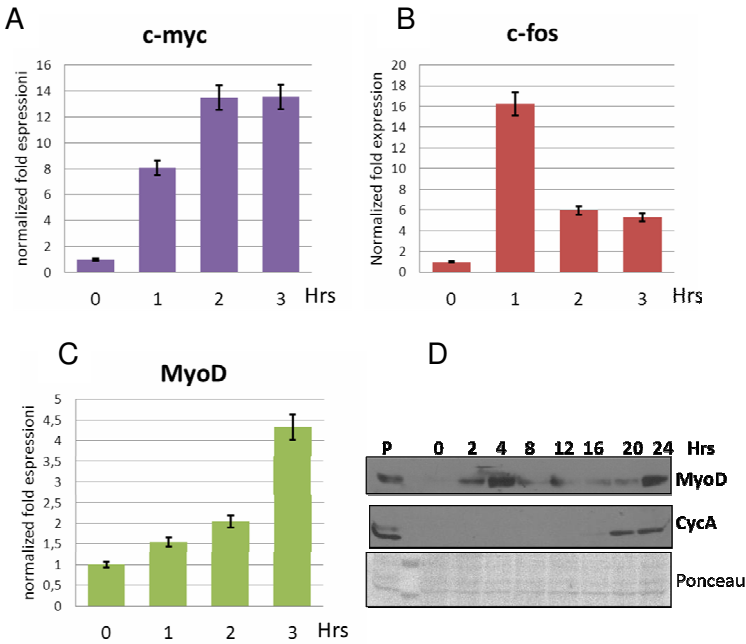 A
c-myc
normalized fold espressioni
16
14
12
10
8
6
4
2
0
0 1 2 3 Hrs
B
c-fos
Normalized fold expression
20
18
16
14
12
10
8
6
4
2
0
0 1 2 3 Hrs
C
MyoD
normalized fold espressioni
5
4,5
4
3,5
3
2,5
2
1,5
1
0,5
0
0 1 2 3 Hrs
D
P 0 2 4 8 12 16 20 24 Hrs
MyoD
CycA
Ponceau